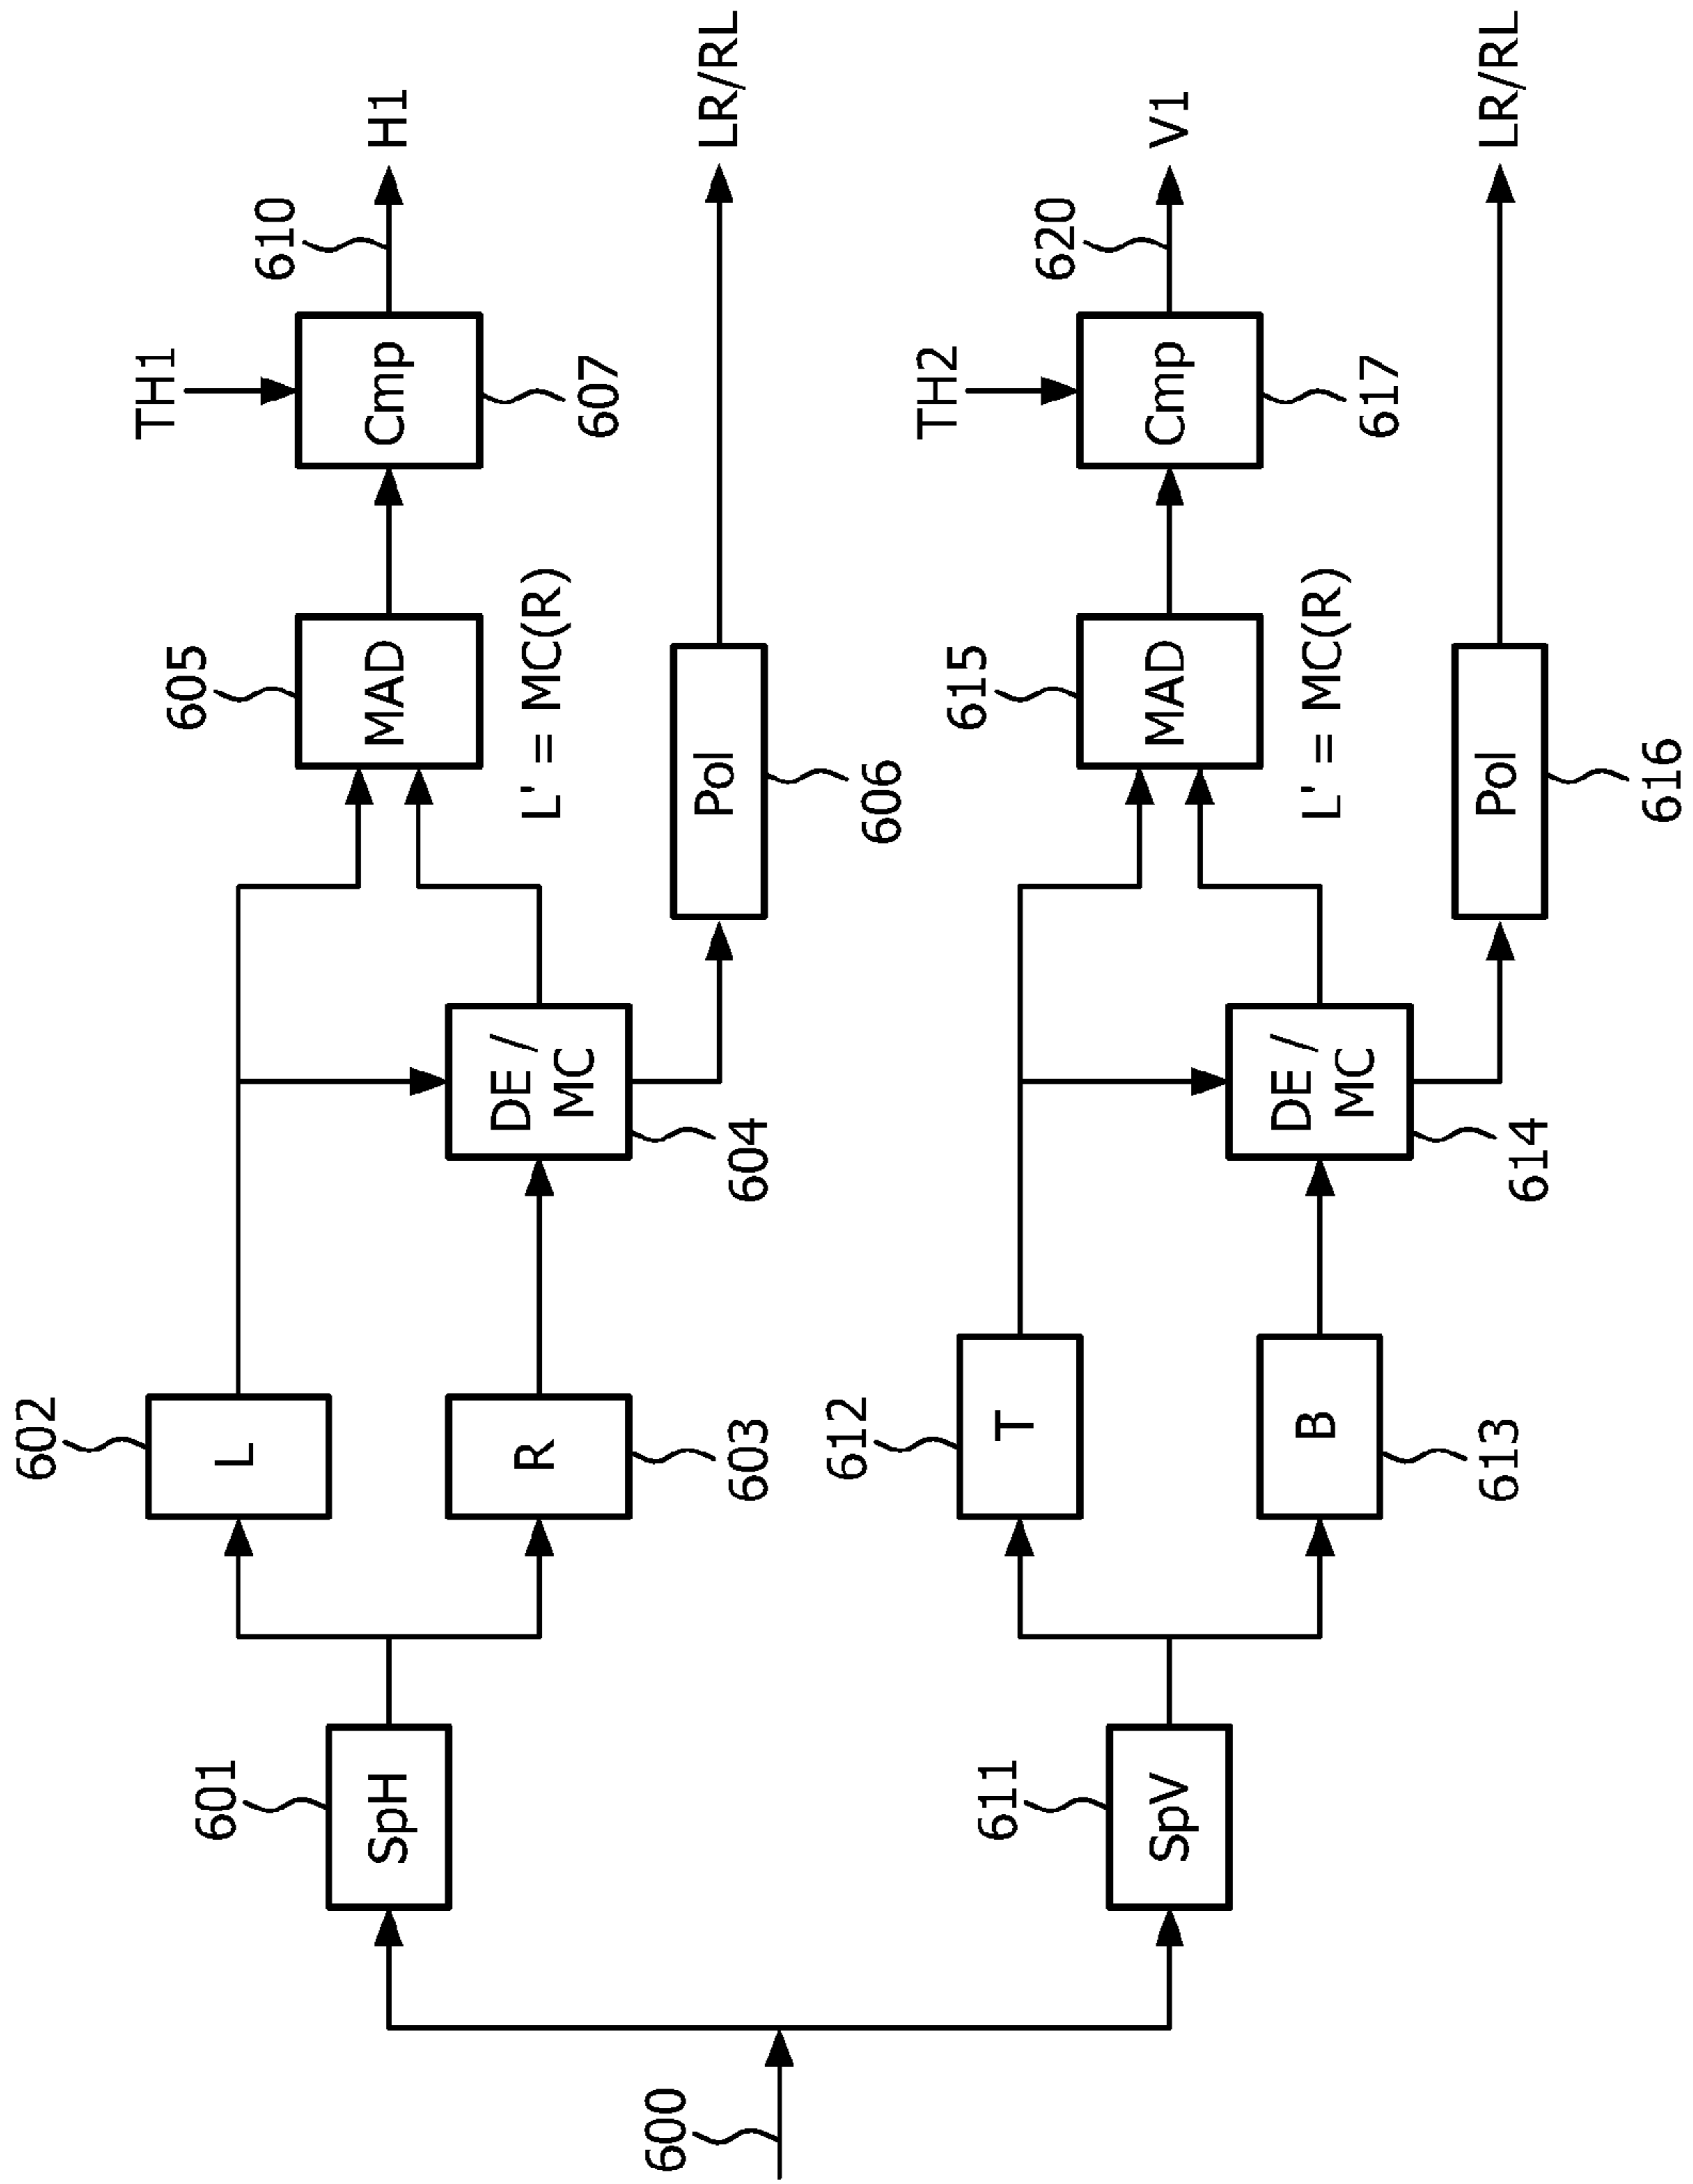 600
601
SpH
602
L
R
603
DE /
MC
604
605
MAD
L' = MC(R)
Pol
606
TH1
Cmp
607
610
H1
LR/RL
611
SpV
612
T
B
613
DE /
MC
614
615
MAD
L' = MC(R)
Pol
616
TH2
Cmp
617
620
V1
LR/RL